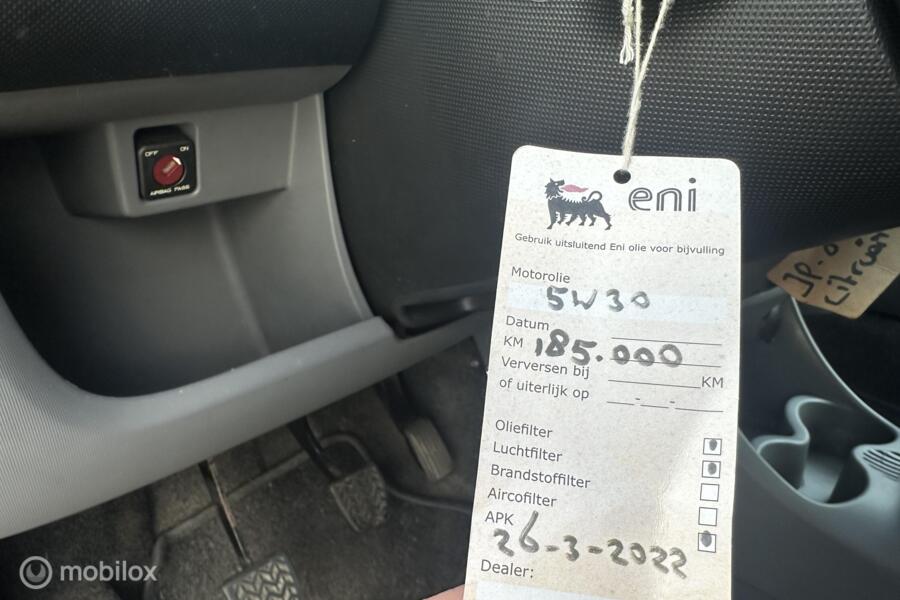 OFF ON
AIRBAG PASS
eni
Gebruik uitsluitend Eni olie voor bijvulling
Motorolie
5W30
Datum
KM 185.000
Verversen bij KM
of uiterlijk op
Oliefilter
Luchtfilter
Brandstoffilter
Aircofilter
APK
26-3-2022
Dealer:
Citroën
mobilox